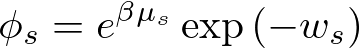 $\phi_s = e^{\beta \mu_s} \exp\left(-w_s\right)$